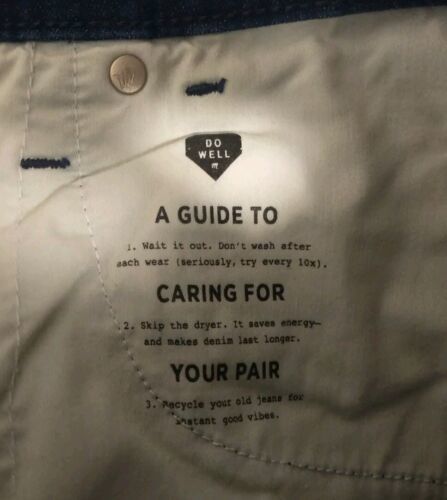 DO
WELL
m
A GUIDE TO
1. Wait it out. Don't wash after
each wear (seriously, try every 10x).
CARING FOR
2. Skip the dryer. It saves energy—
and makes denim last longer.
YOUR PAIR
3. Recycle your old jeans for
instant good vibes.